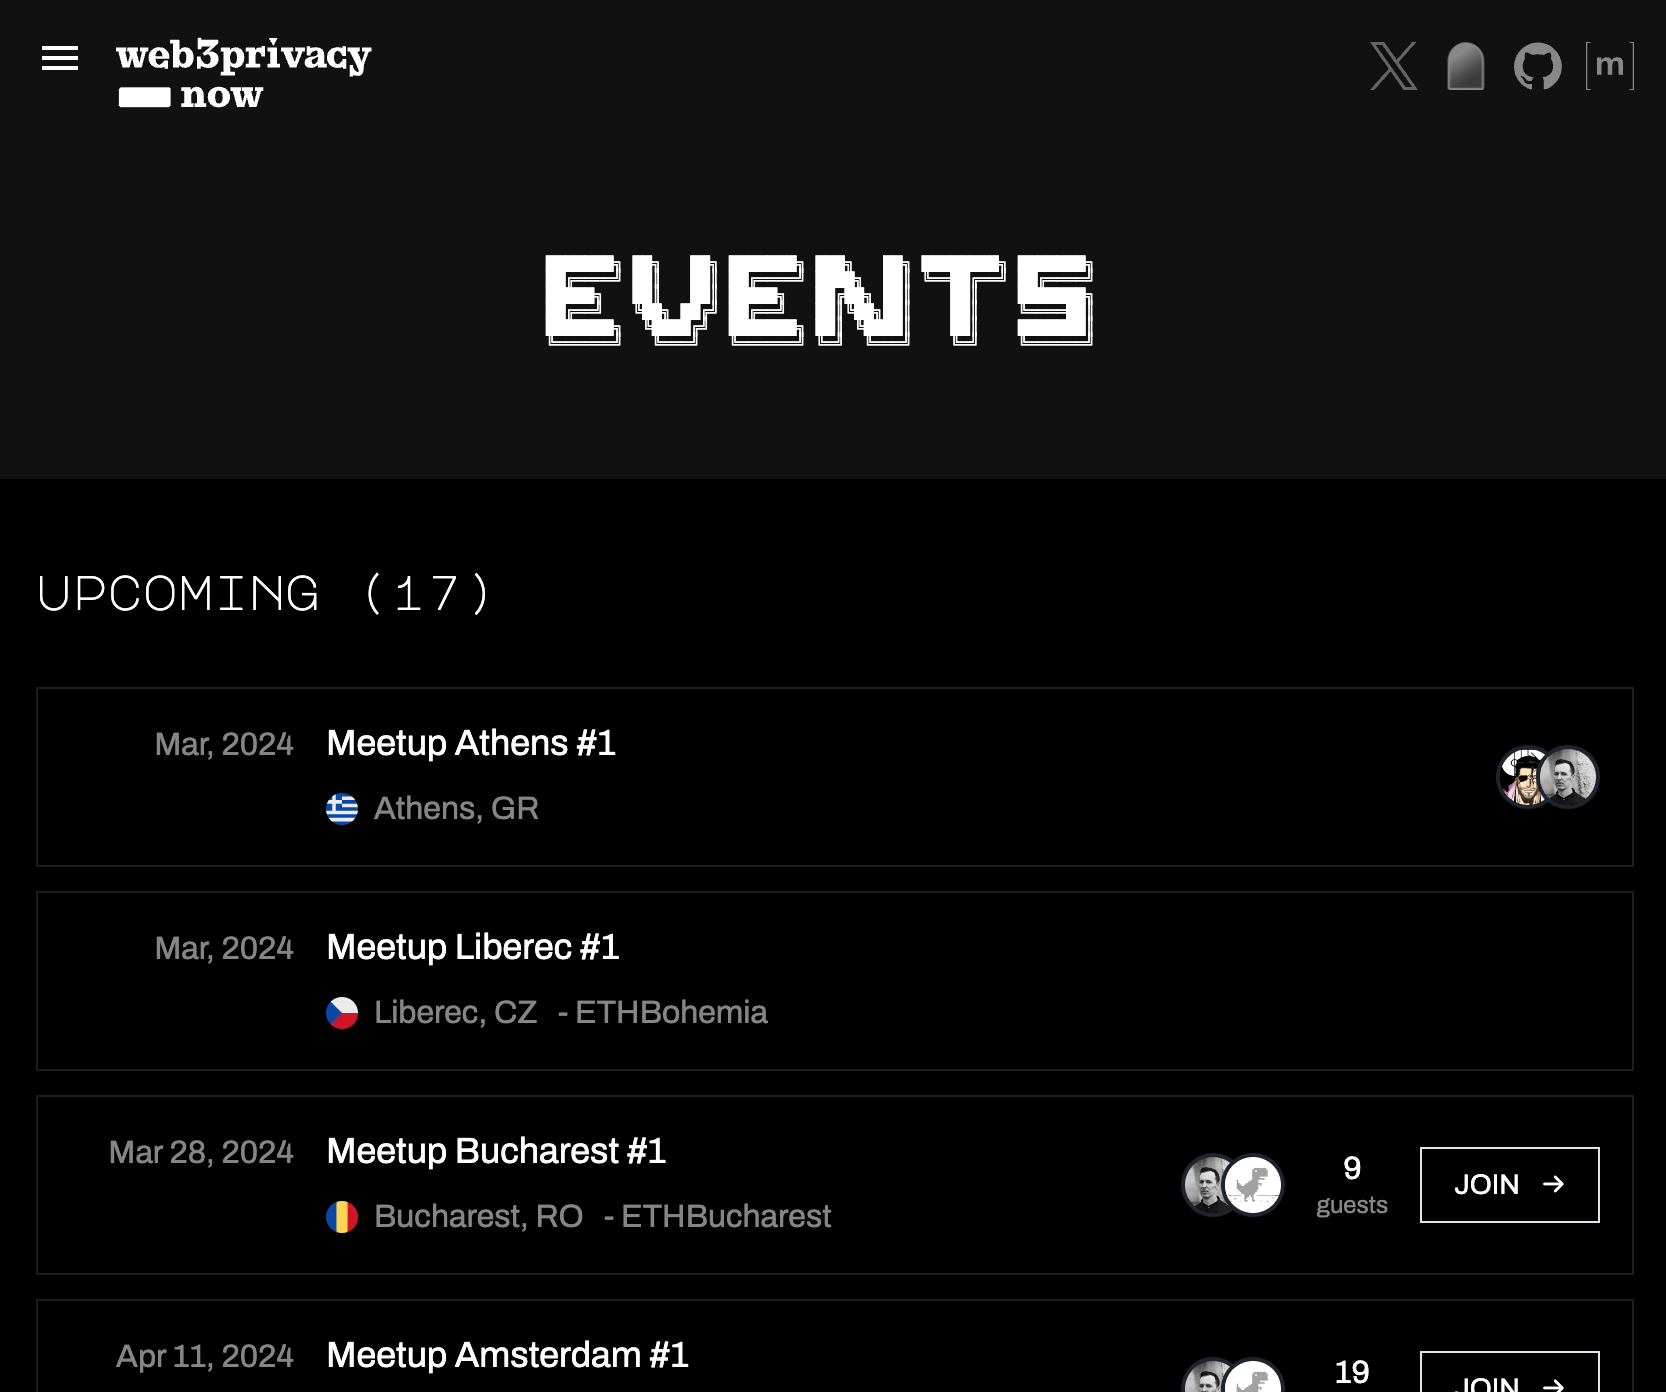 web3privacy
now
[m]
EVENTS
UPCOMING (17)
Mar, 2024
Meetup Athens #1
Athens, GR
Mar, 2024
Meetup Liberec #1
Liberec, CZ - ETHBohemia
Mar 28, 2024
Meetup Bucharest #1
Bucharest, RO - ETHBucharest
9
guests
JOIN →
Apr 11, 2024
Meetup Amsterdam #1
19
JOIN →